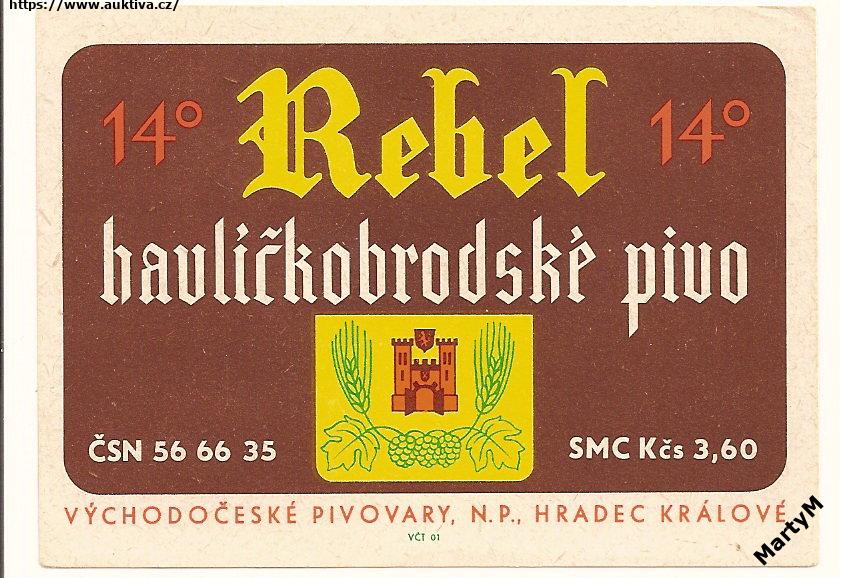 https://www.auktiva.cz/
14° Rebel 14°
havlíčkobrodské pivo
ČSN 56 66 35
SMC Kčs 3,60
VÝCHODOČESKÉ PIVOVARY, N.P., HRADEC KRÁLOVÉ
VČT 01
MartyM